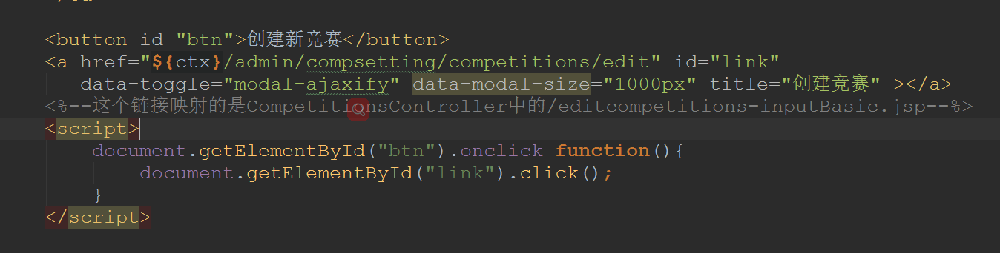 <button id="btn">创建新竞赛</button>
<a href="${ctx}/admin/compsetting/competitions/edit" id="link"
data-toggle="modal-ajaxify" data-modal-size="1000px" title="创建竞赛" ></a>
<%--这个链接映射的是CompetitionsController中的/editcompetitions-inputBasic.jsp--%>
<script>
document.getElementById("btn").onclick=function(){
document.getElementById("link").click();
}
</script>